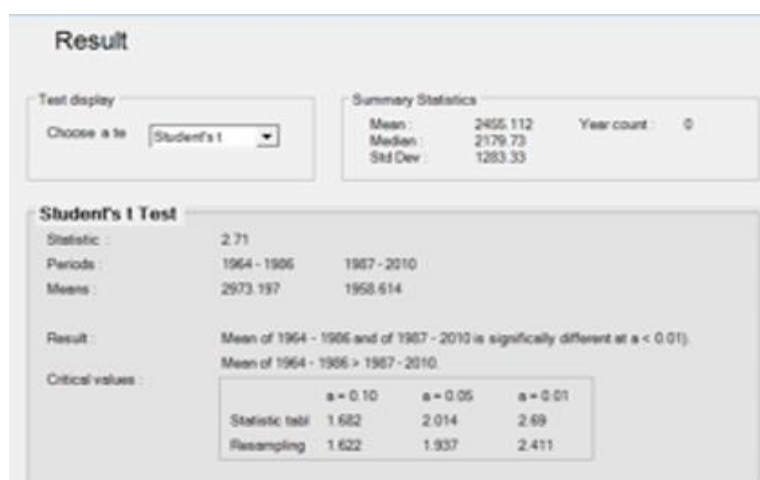 Result
Test display
Choose a te Student's t
Summary Statistics
Mean : 2455.112 Year count : 0
Median : 2179.73
Std Dev : 1283.33
Student's t Test
Statistic : 2.71
Periods : 1964 - 1986 1987 - 2010
Means : 2973.197 1958.614
Result : Mean of 1964 - 1986 and of 1987 - 2010 is significally different at a < 0.01).
Mean of 1964 - 1986 > 1987 - 2010.
Critical values :
a = 0.10 a = 0.05 a = 0.01
Statistic tabl 1.682 2.014 2.69
Resampling 1.622 1.937 2.411